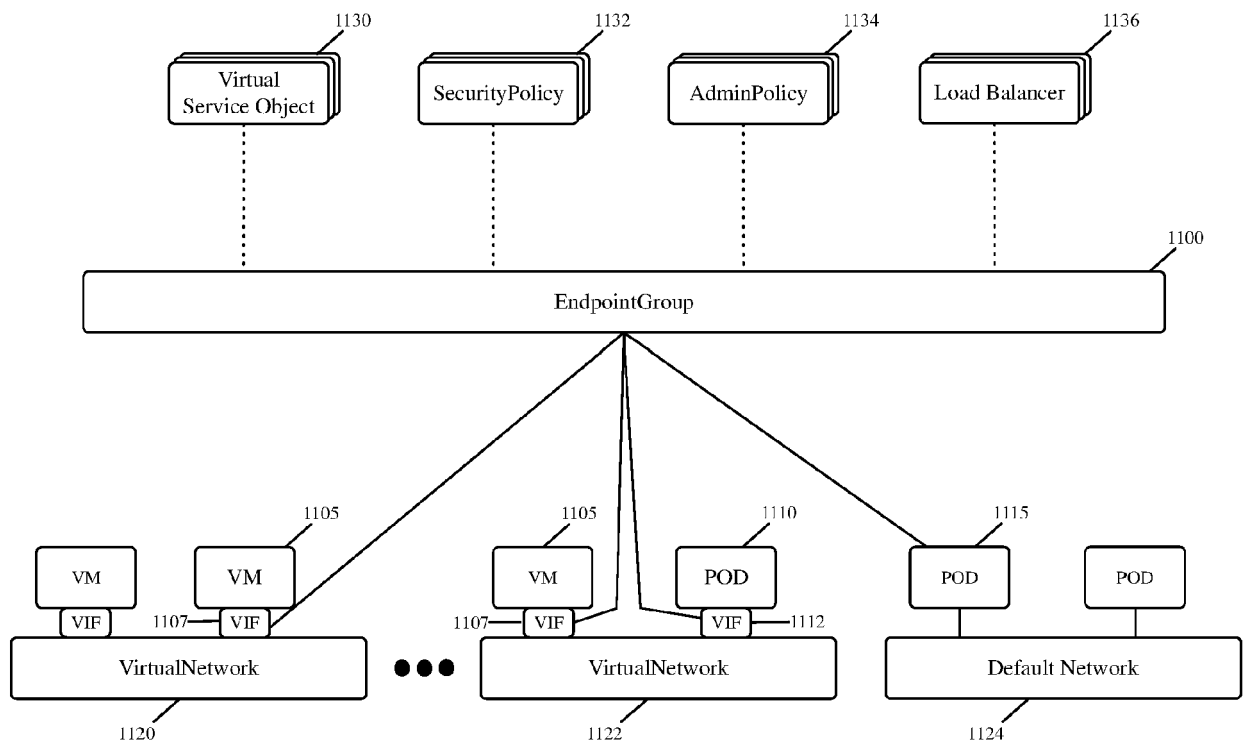 1130
1132
1134
1136
Virtual
Service Object
SecurityPolicy
AdminPolicy
Load Balancer
1100
EndpointGroup
1105
1105
1110
1115
VM
VM
VM
POD
POD
POD
1107
VIF
VIF
1107
VIF
VIF
1112
VirtualNetwork
VirtualNetwork
Default Network
1120
1122
1124